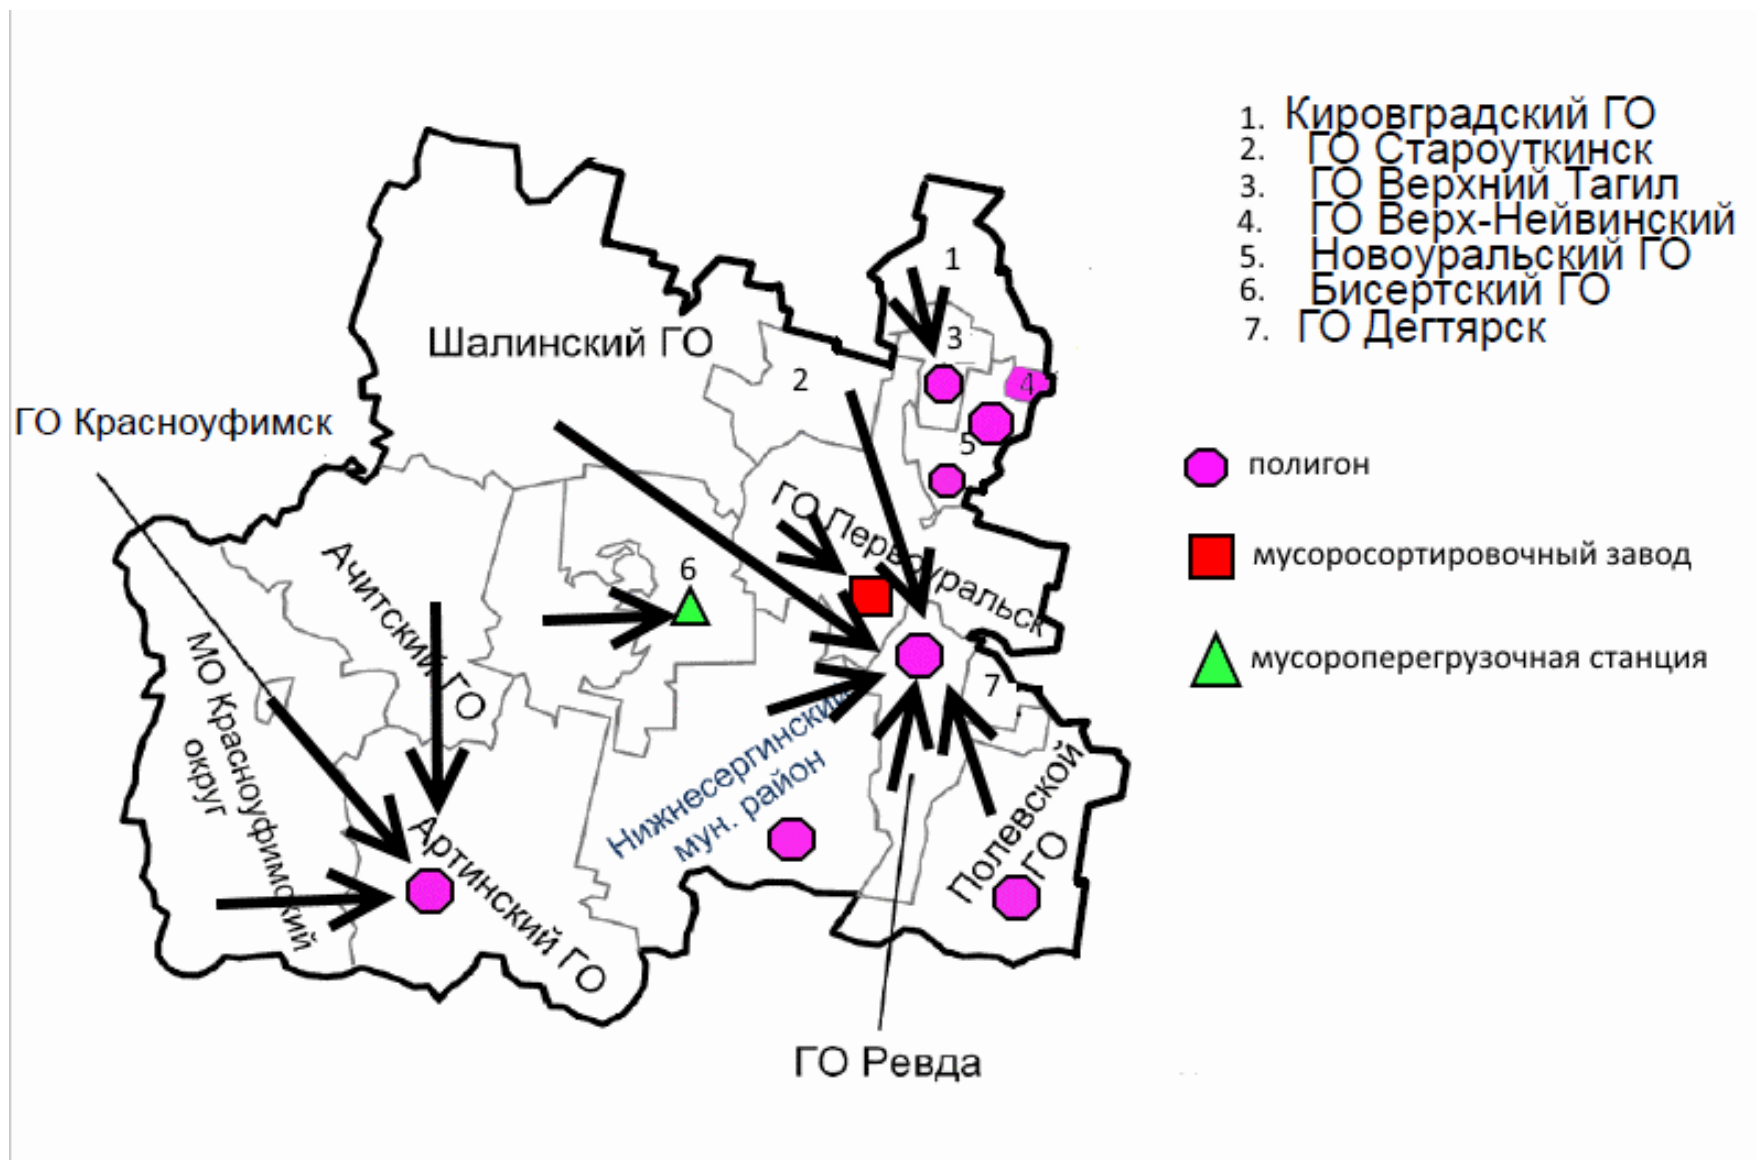 1. Кировградский ГО
2. ГО Староуткинск
3. ГО Верхний Тагил
4. ГО Верх-Нейвинский
5. Новоуральский ГО
6. Бисертский ГО
7. ГО Дегтярск
1
3
Шалинский ГО
2
4
ГО Красноуфимск
5
полигон
ГО Первоуральск
мусоросортировочный завод
Ачитский ГО
6
мусороперегрузочная станция
МО Красноуфимский
округ
7
Нижнесергинский
мун. район
Полевской
ГО
Артинский ГО
ГО Ревда